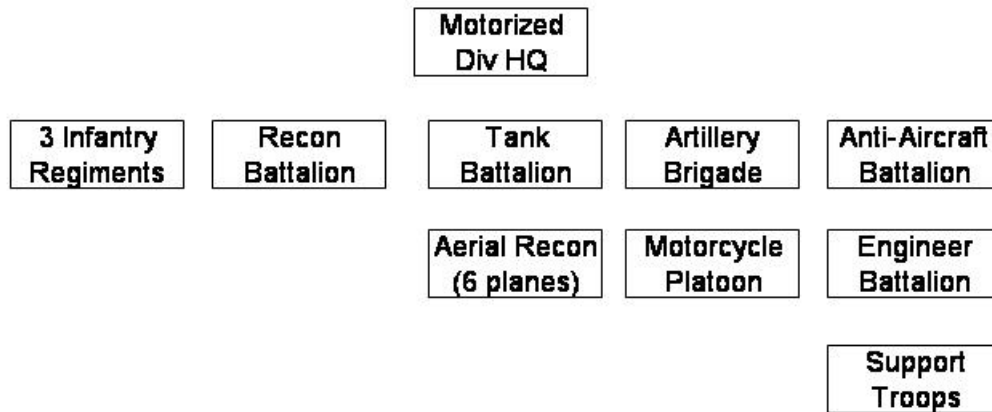 Motorized
Div HQ
3 Infantry
Regiments
Recon
Battalion
Tank
Battalion
Artillery
Brigade
Anti-Aircraft
Battalion
Aerial Recon
(6 planes)
Motorcycle
Platoon
Engineer
Battalion
Support
Troops